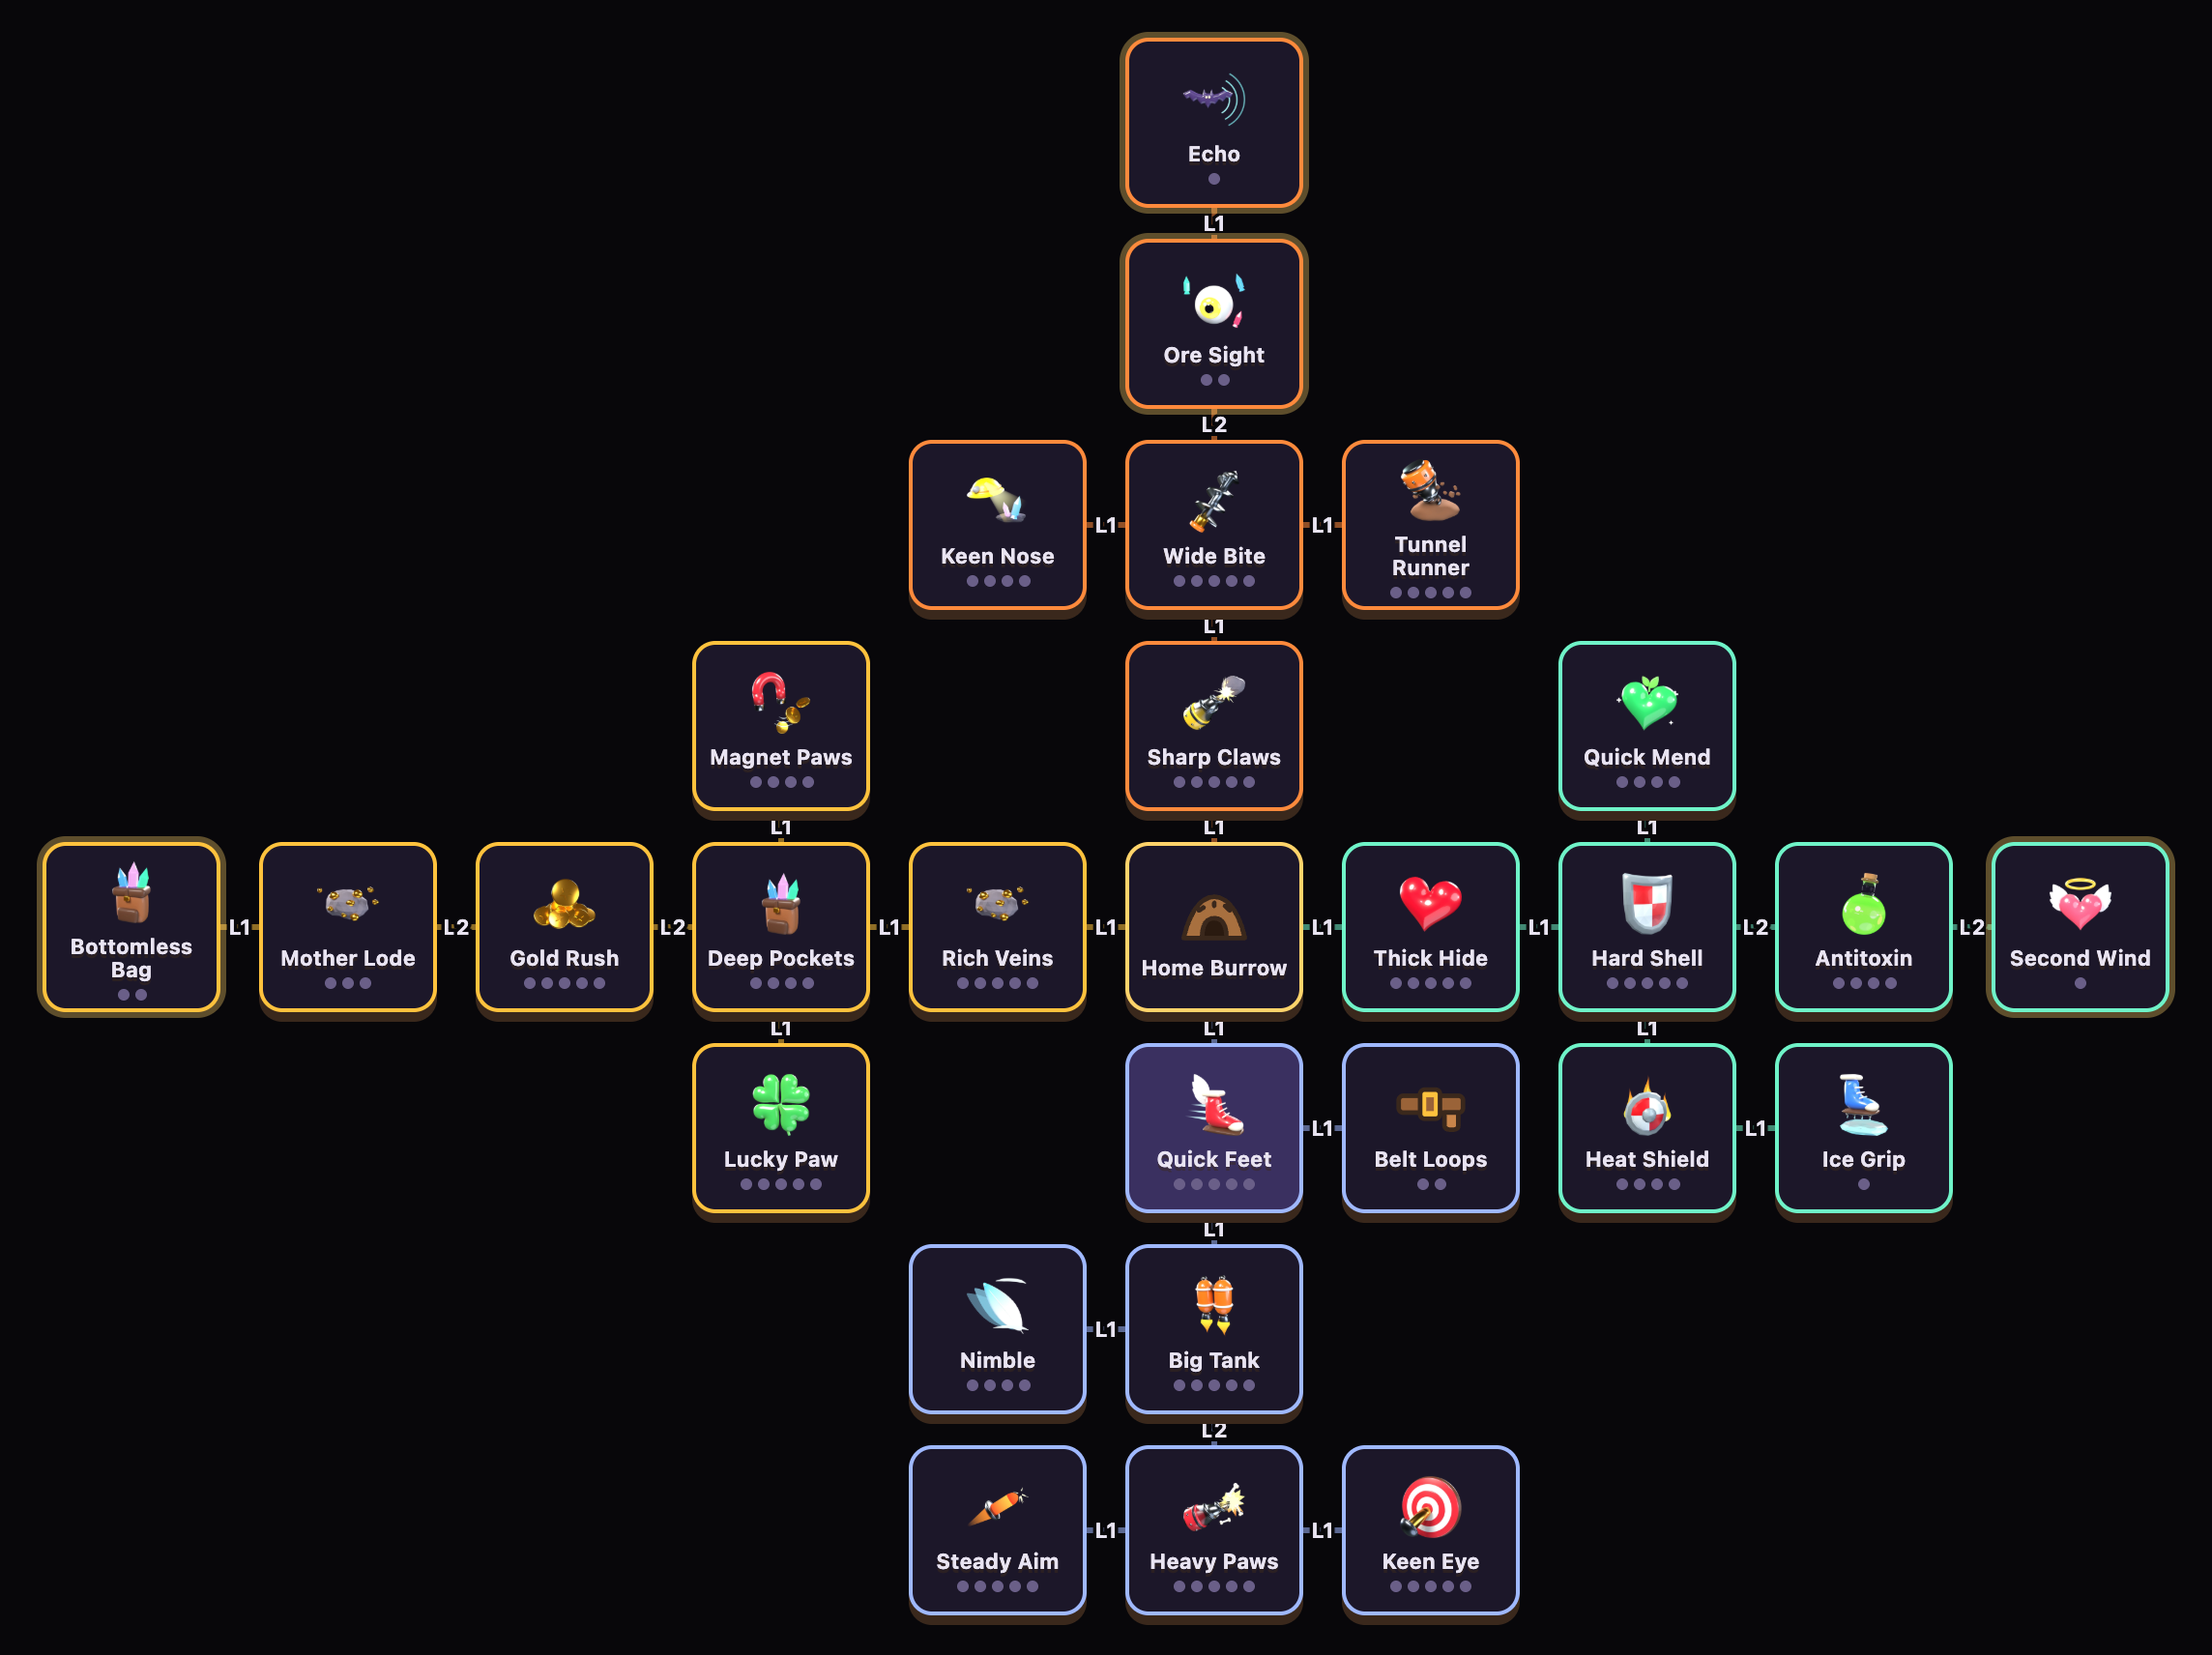 Echo
L1
Ore Sight
L2
Keen Nose
L1
Wide Bite
L1
Tunnel
Runner
L1
Magnet Paws
Sharp Claws
Quick Mend
L1
L1
L1
Bottomless
Bag
L1
Mother Lode
L2
Gold Rush
L2
Deep Pockets
L1
Rich Veins
L1
Home Burrow
L1
Thick Hide
L1
Hard Shell
L2
Antitoxin
L2
Second Wind
L1
L1
L1
Lucky Paw
Quick Feet
L1
Belt Loops
Heat Shield
L1
Ice Grip
L1
Nimble
L1
Big Tank
L2
Steady Aim
L1
Heavy Paws
L1
Keen Eye